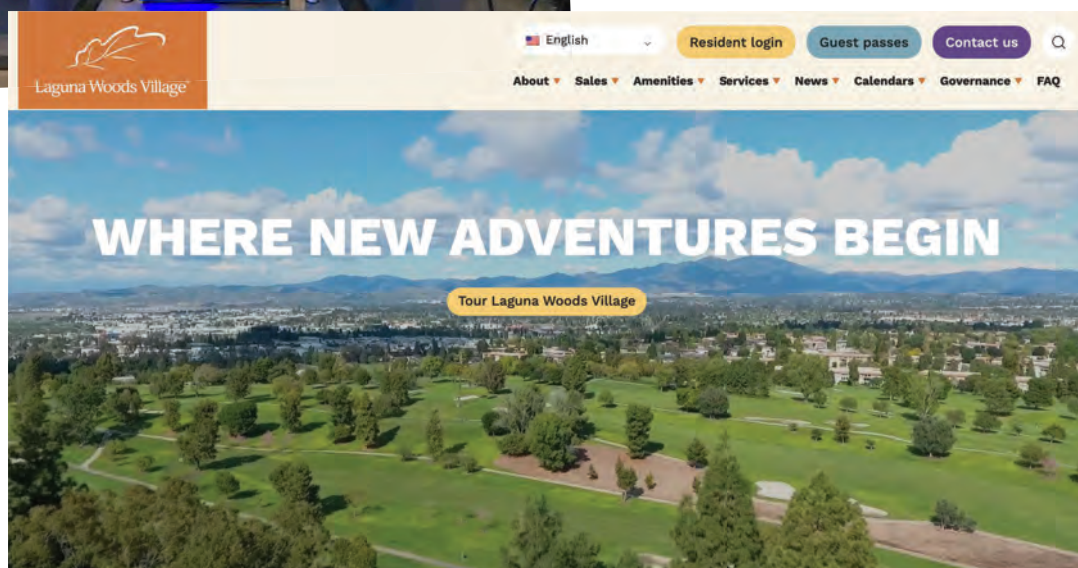 Laguna Woods Village
English
Resident login
Guest passes
Contact us
About Sales Amenities Services News Calendars Governance FAQ
WHERE NEW ADVENTURES BEGIN
Tour Laguna Woods Village